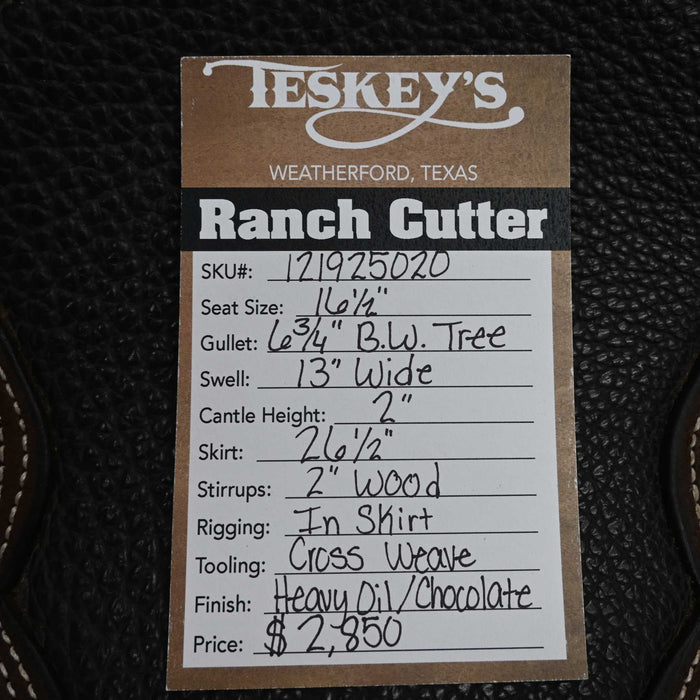 TESKEY'S
WEATHERFORD, TEXAS
Ranch Cutter
SKU#: 121925020
Seat Size: 16½"
Gullet: 6¾" B.W. Tree
Swell: 13" Wide
Cantle Height: 2"
Skirt: 26½"
Stirrups: 2" Wood
Rigging: In Skirt
Tooling: Cross Weave
Finish: Heavy Oil/Chocolate
Price: $2,850